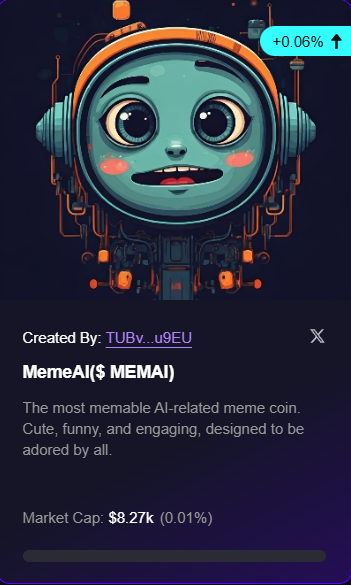 +0.06%
Created By: TUBv...u9EU
MemeAI($ MEMAI)
The most memable AI-related meme coin.
Cute, funny, and engaging, designed to be
adored by all.
Market Cap: $8.27k (0.01%)